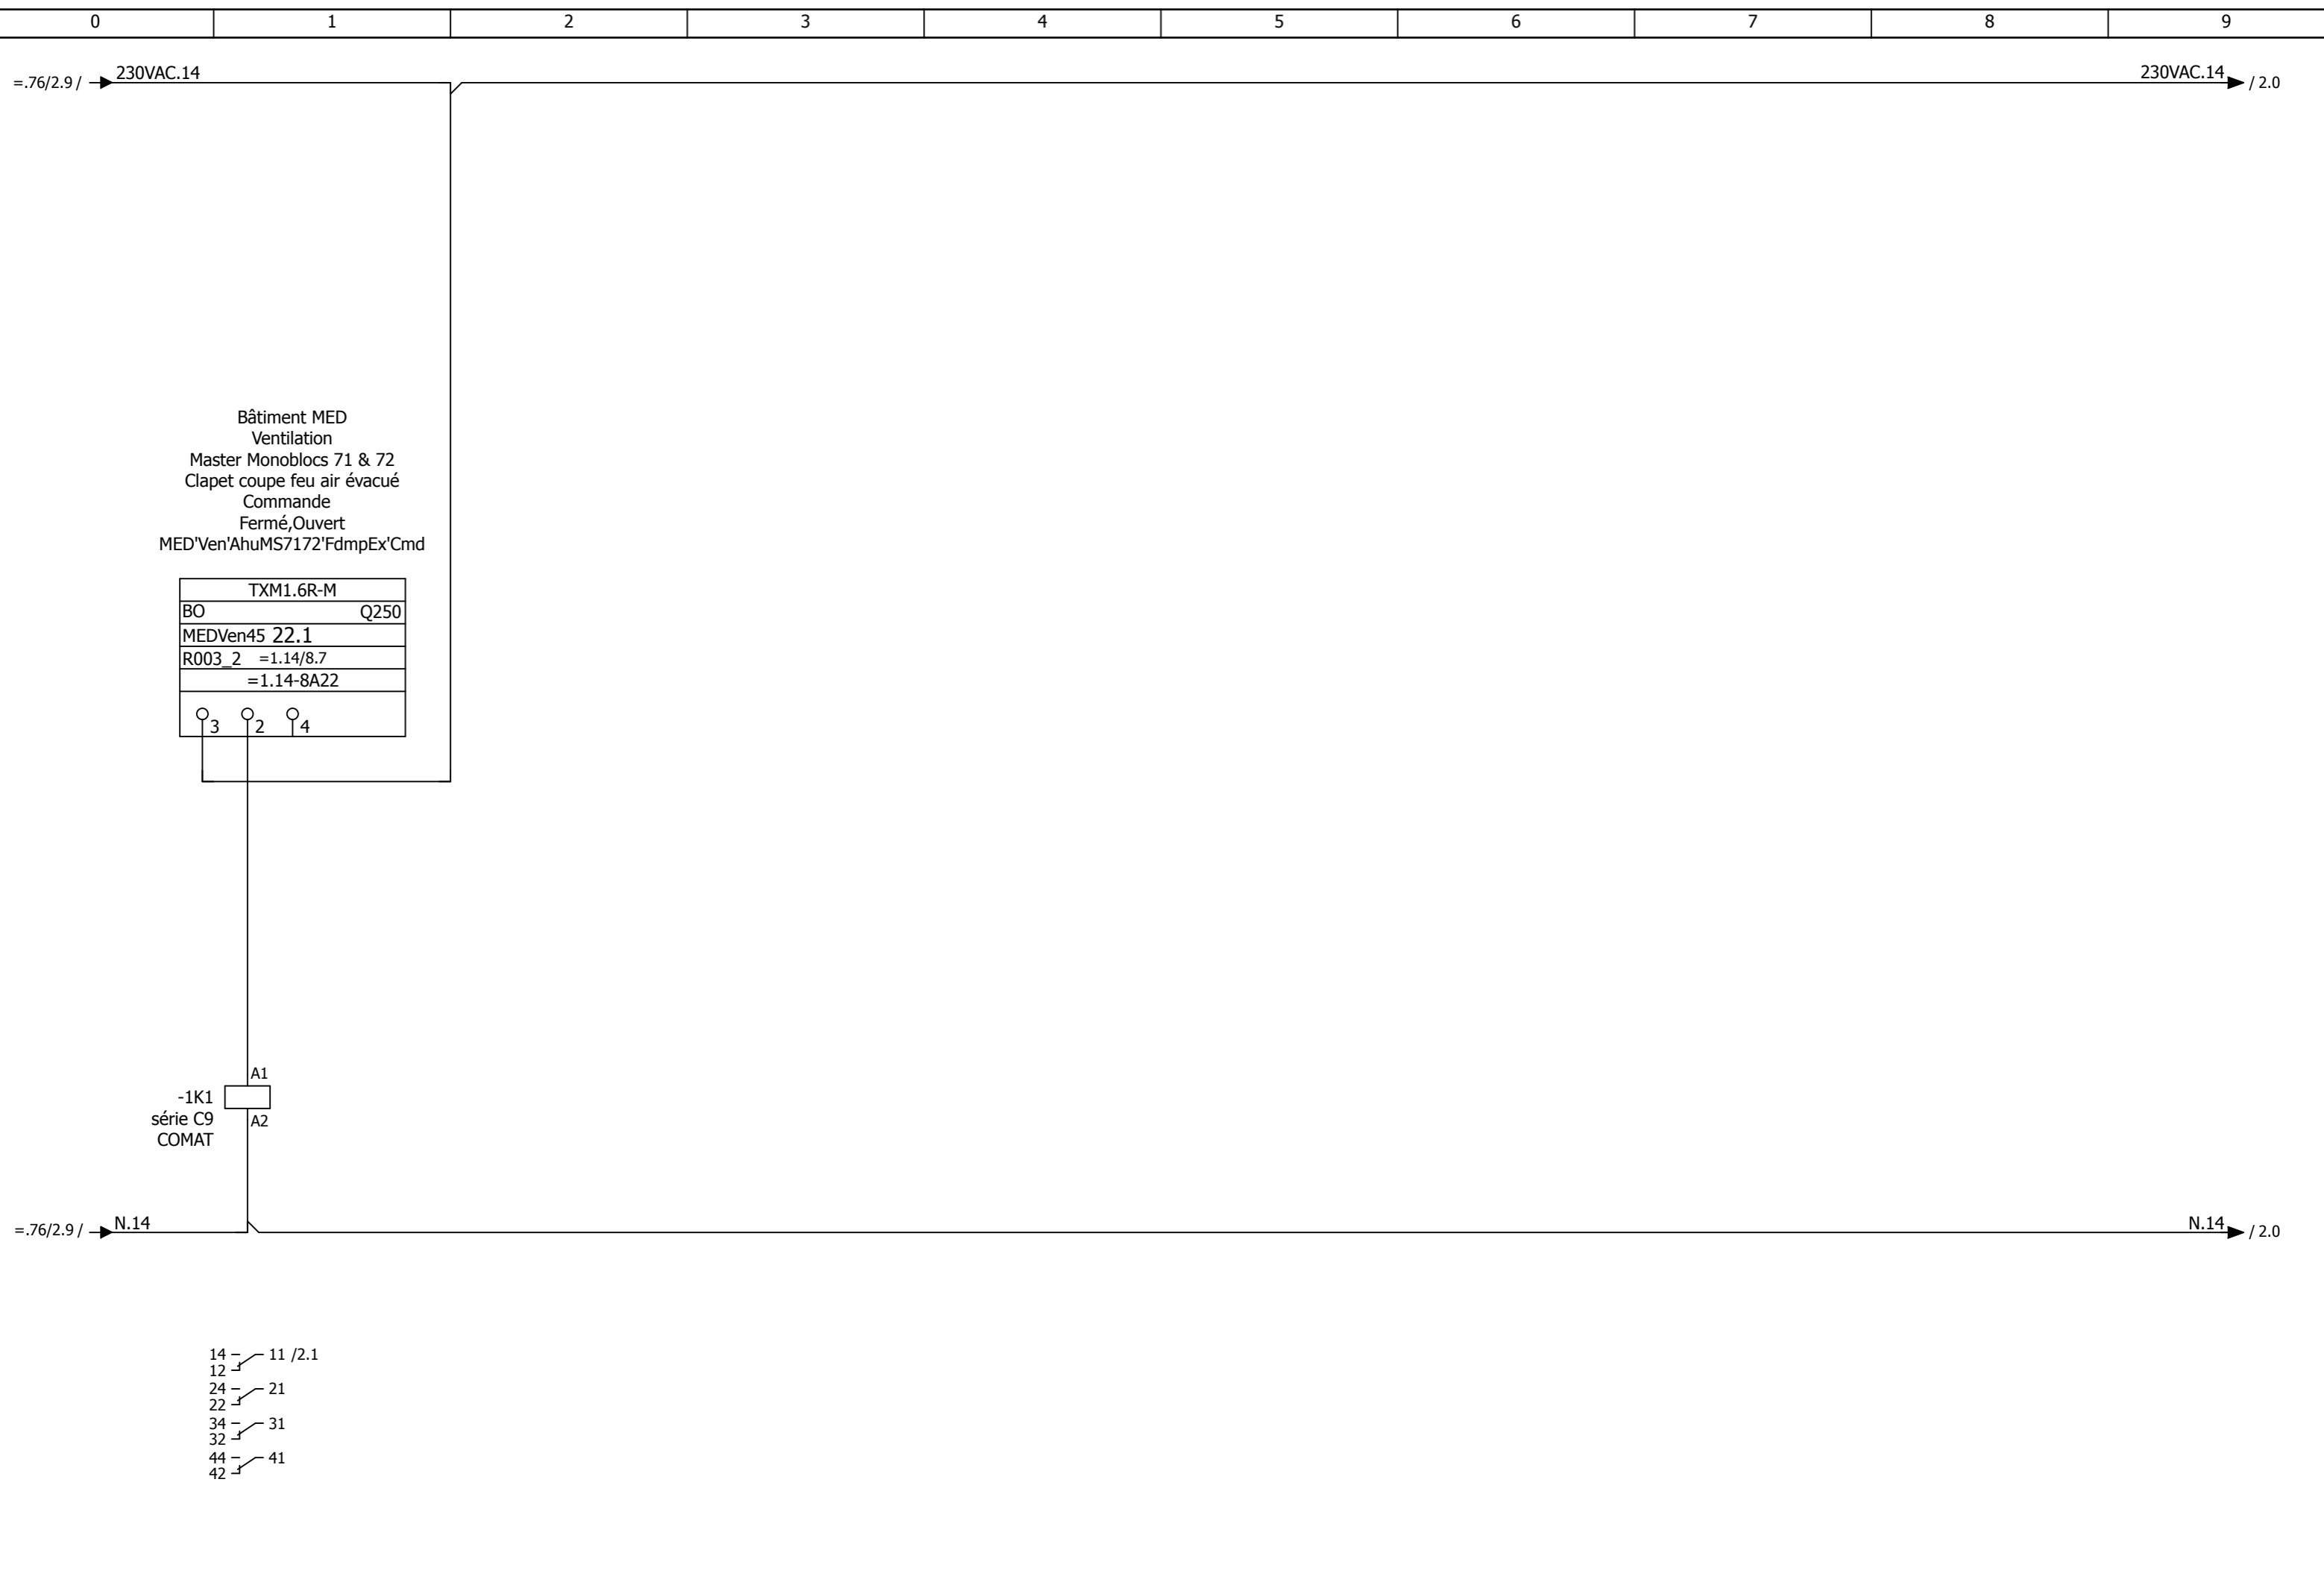 0 1 2 3 4 5 6 7 8 9
=.76/2.9 / 230VAC.14 230VAC.14 / 2.0
Bâtiment MED
Ventilation
Master Monoblocs 71 & 72
Clapet coupe feu air évacué
Commande
Fermé,Ouvert
MED'Ven'AhuMS7172'FdmpEx'Cmd
TXM1.6R-M
BO Q250
MEDVen45 22.1
R003_2 =1.14/8.7
=1.14-8A22
3 2 4
A1
-1K1
série C9
A2
COMAT
=.76/2.9 / N.14 N.14 / 2.0
14 11 /2.1
12
24 21
22
34 31
32
44 41
42